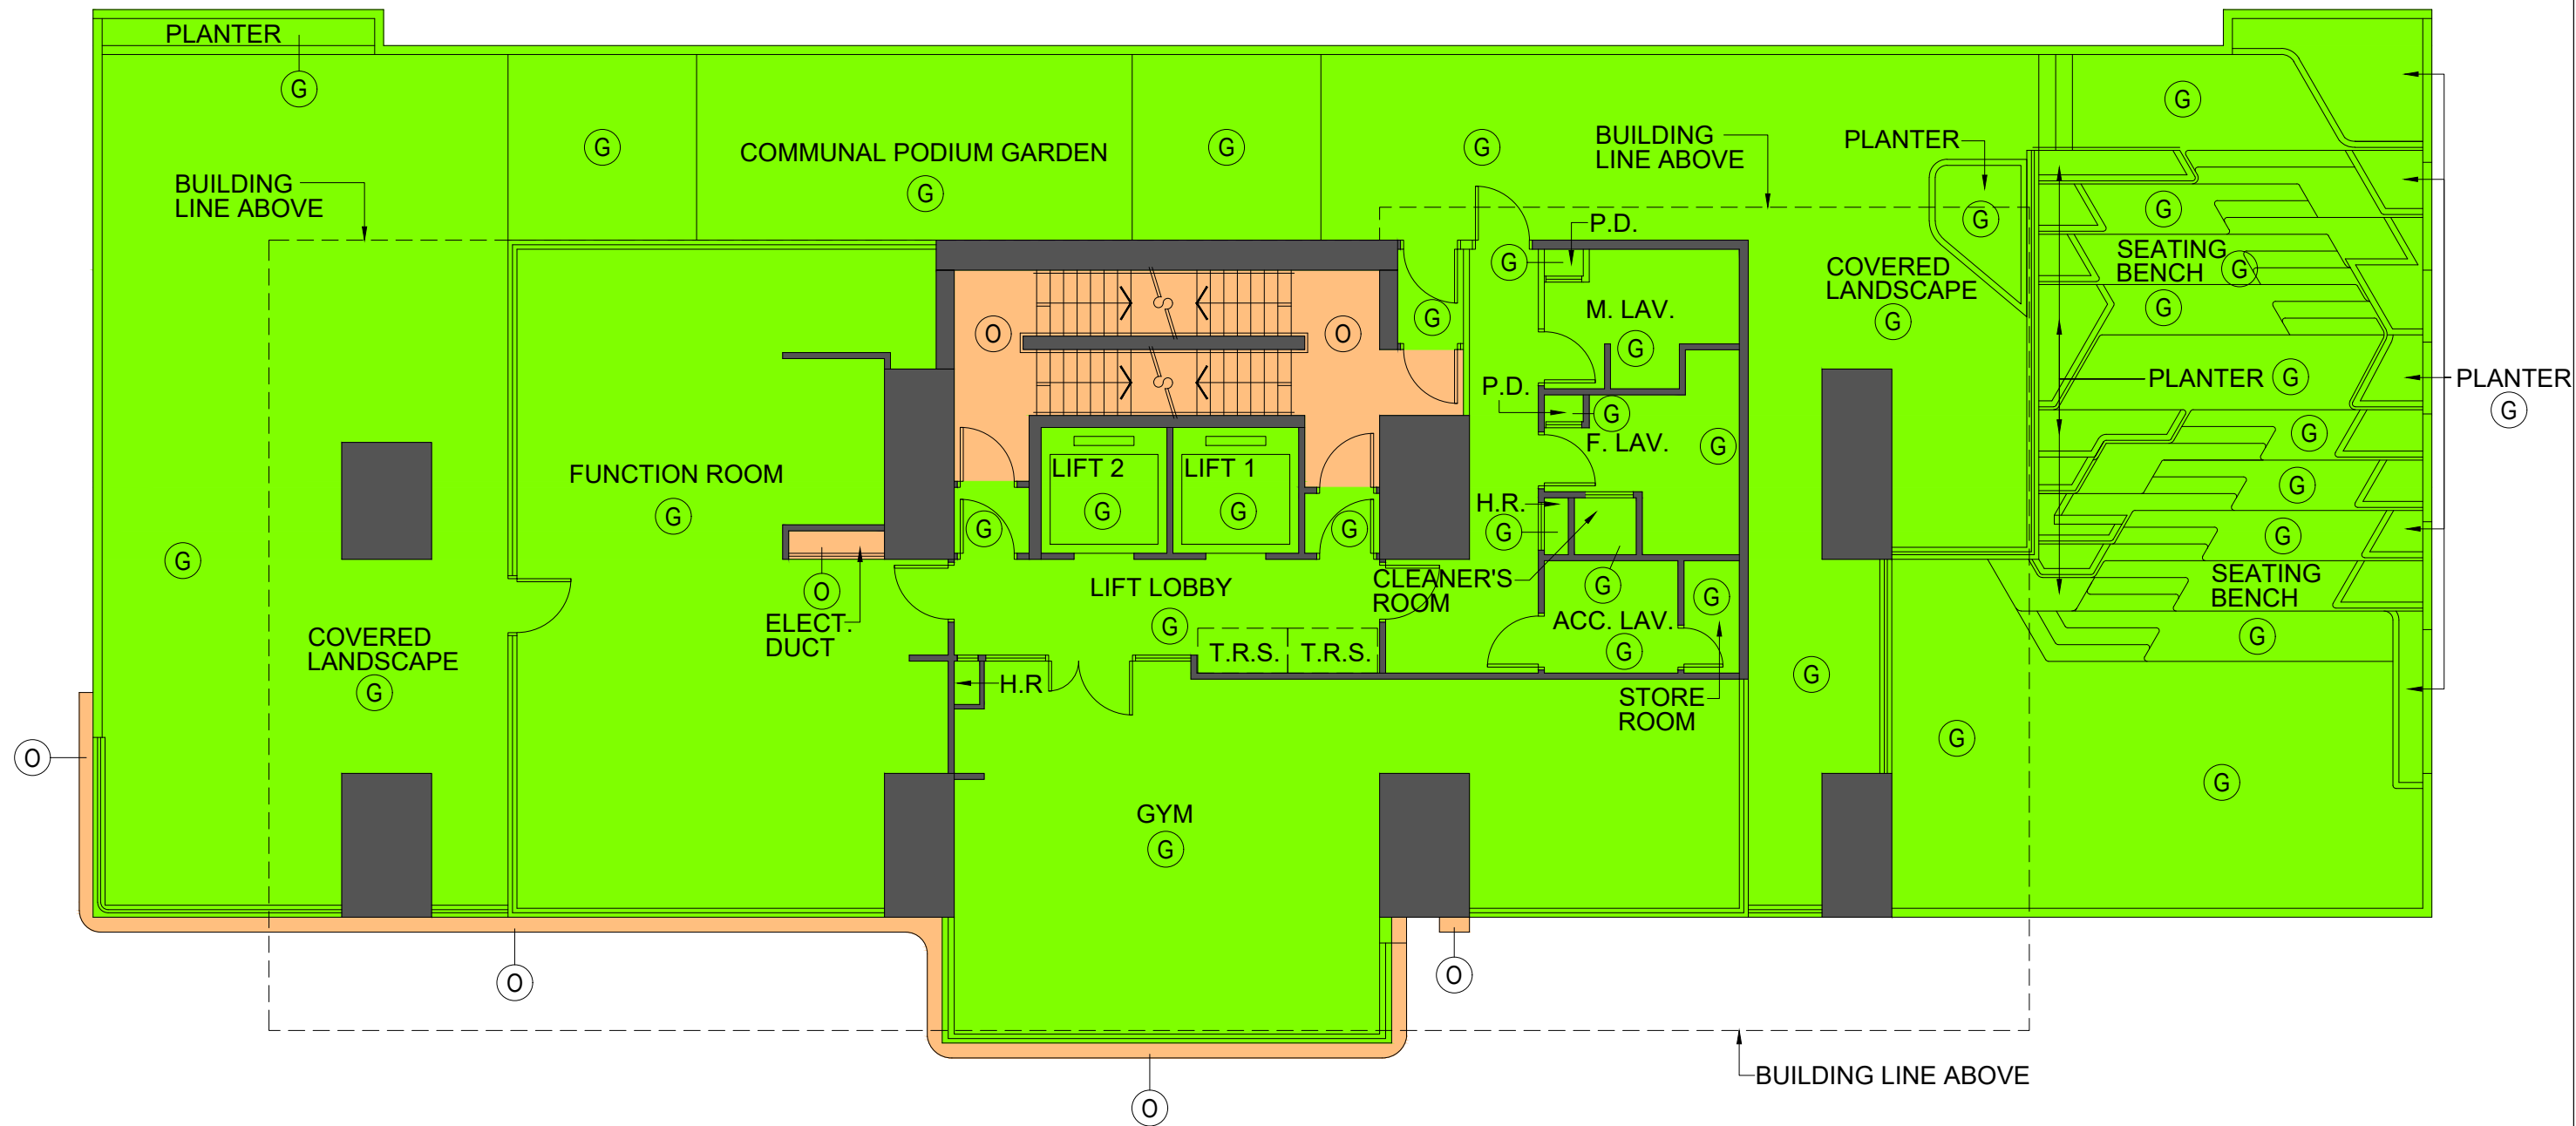 PLANTER
G
G
G
G
G
COMMUNAL PODIUM GARDEN
G
BUILDING
LINE ABOVE
PLANTER
BUILDING
LINE ABOVE
G
G
SEATING
BENCH
G
P.D.
G
COVERED
LANDSCAPE
G
M. LAV.
G
G
O
O
G
PLANTER
G
PLANTER
G
P.D.
G
F. LAV.
G
G
FUNCTION ROOM
G
LIFT 2
G
LIFT 1
G
G
G
H.R.
G
G
G
SEATING
BENCH
G
G
O
ELECT.
DUCT
LIFT LOBBY
G
CLEANER'S
ROOM
G
G
ACC. LAV.
G
T.R.S.
T.R.S.
COVERED
LANDSCAPE
G
H.R
STORE
ROOM
G
G
G
O
GYM
G
O
O
O
BUILDING LINE ABOVE